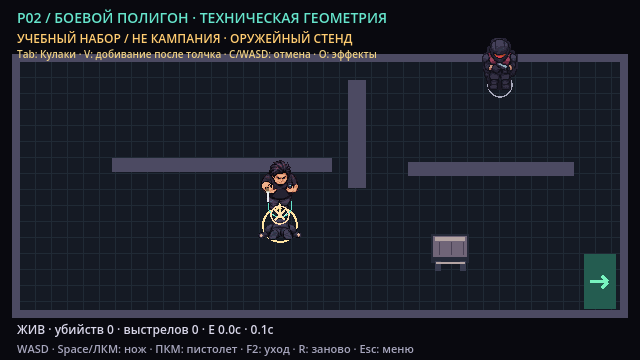 P02 / БОЕВОЙ ПОЛИГОН · ТЕХНИЧЕСКАЯ ГЕОМЕТРИЯ
УЧЕБНЫЙ НАБОР / НЕ КАМПАНИЯ · ОРУЖЕЙНЫЙ СТЕНД
Tab: Кулаки · V: добивание после толчка · C/WASD: отмена · O: эффекты
ЖИВ · убийств 0 · выстрелов 0 · E 0.0с · 0.1с
WASD · Space/ЛКМ: нож · ПКМ: пистолет · F2: уход · R: заново · Esc: меню